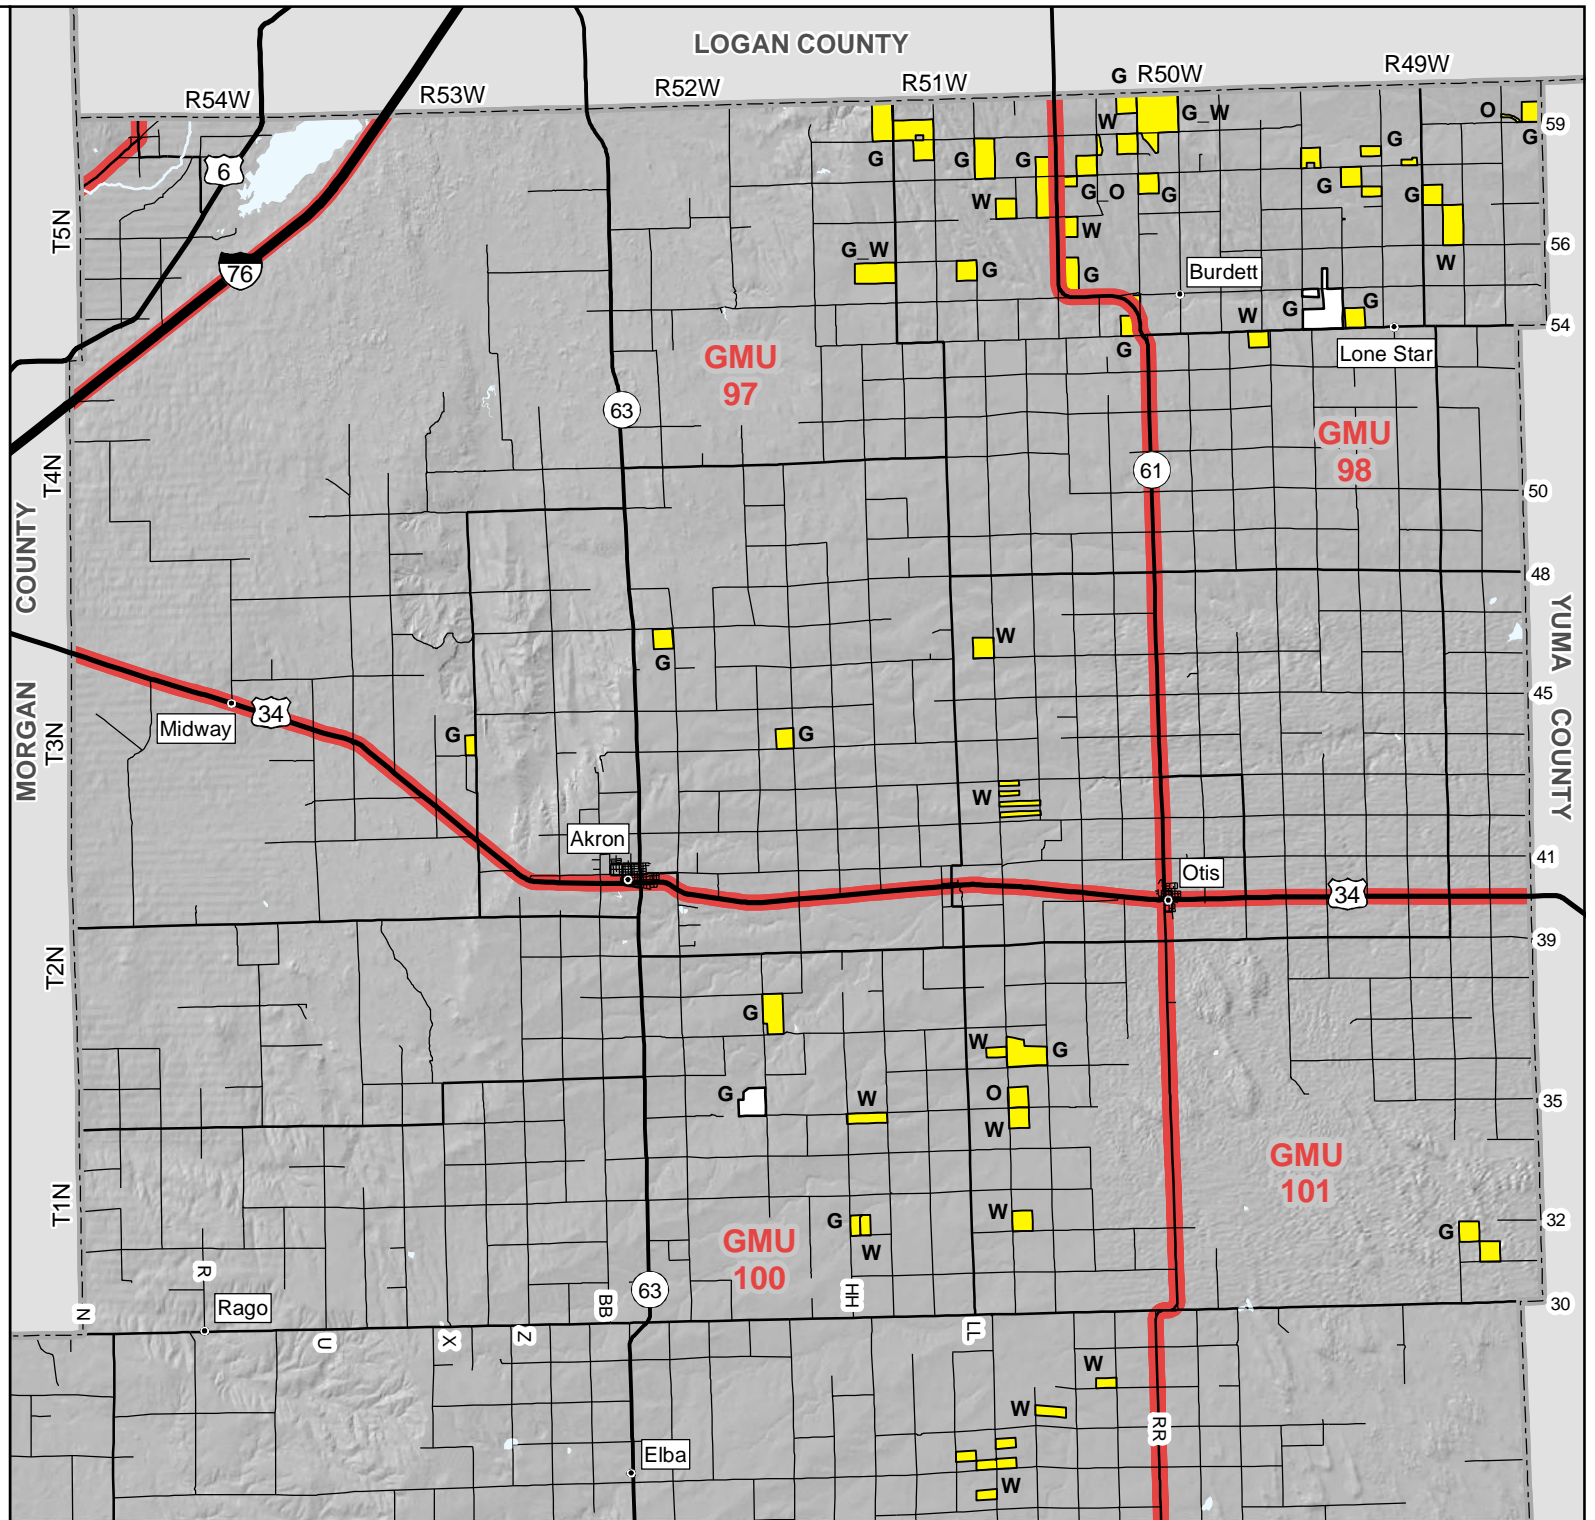 LOGAN COUNTY
R54W
R53W
R52W
R51W
G
R50W
R49W
W
G_W
O
G
59
G
G
G
G
6
G
G
W
G_O
G
G
T5N
W
56
G_W
G
G
W
76
Burdett
W
G
G
54
G
Lone Star
GMU
97
63
GMU
98
T4N
61
50
COUNTY
48
YUMA COUNTY
W
G
45
34
Midway
MORGAN
T3N
G
G
W
Akron
41
Otis
34
39
T2N
G
W
G
G
W
O
35
W
GMU
101
T1N
W
32
G
G
W
GMU
100
R
63
BB
HH
N
Rago
30
U
X
Z
LL
W
W
RR
Elba
W